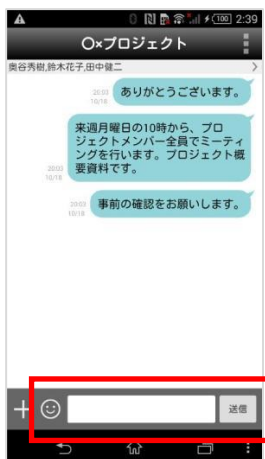 100 2:39
○×プロジェクト
奥谷秀樹,鈴木花子,田中健二
ありがとうございます。
20:03
10/18
来週月曜日の10時から、プロ
ジェクトメンバー全員でミーティ
ングを行います。プロジェクト概
要資料です。
20:03
10/18
事前の確認をお願いします。
20:03
10/18
送信